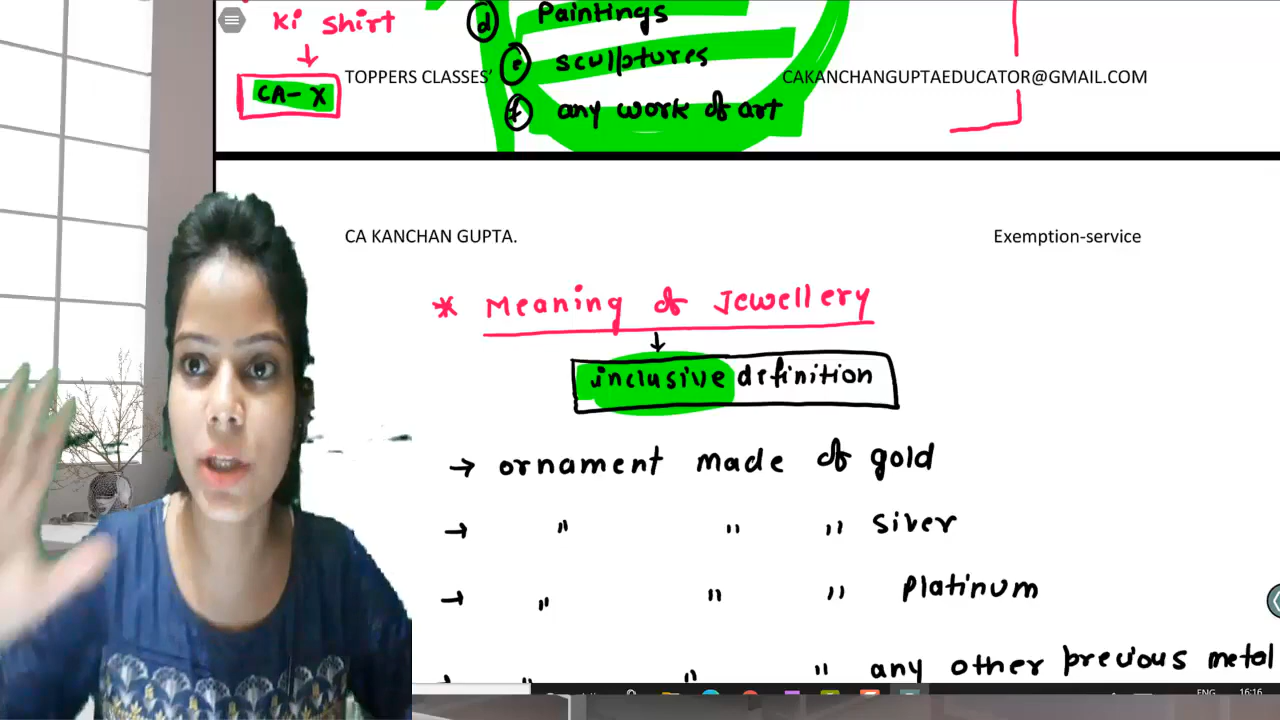 ki shirt
CA-X
(d) Paintings
(e) sculptures
(f) any work of art
TOPPERS CLASSES’
CAKANCHANGUPTAEDUCATOR@GMAIL.COM
CA KANCHAN GUPTA.
Exemption-service
* Meaning of Jewellery
inclusive definition
→ ornament made of gold
→ " " " siver
→ " " " Platinum
" " " any other previous metal
ENG
16:16